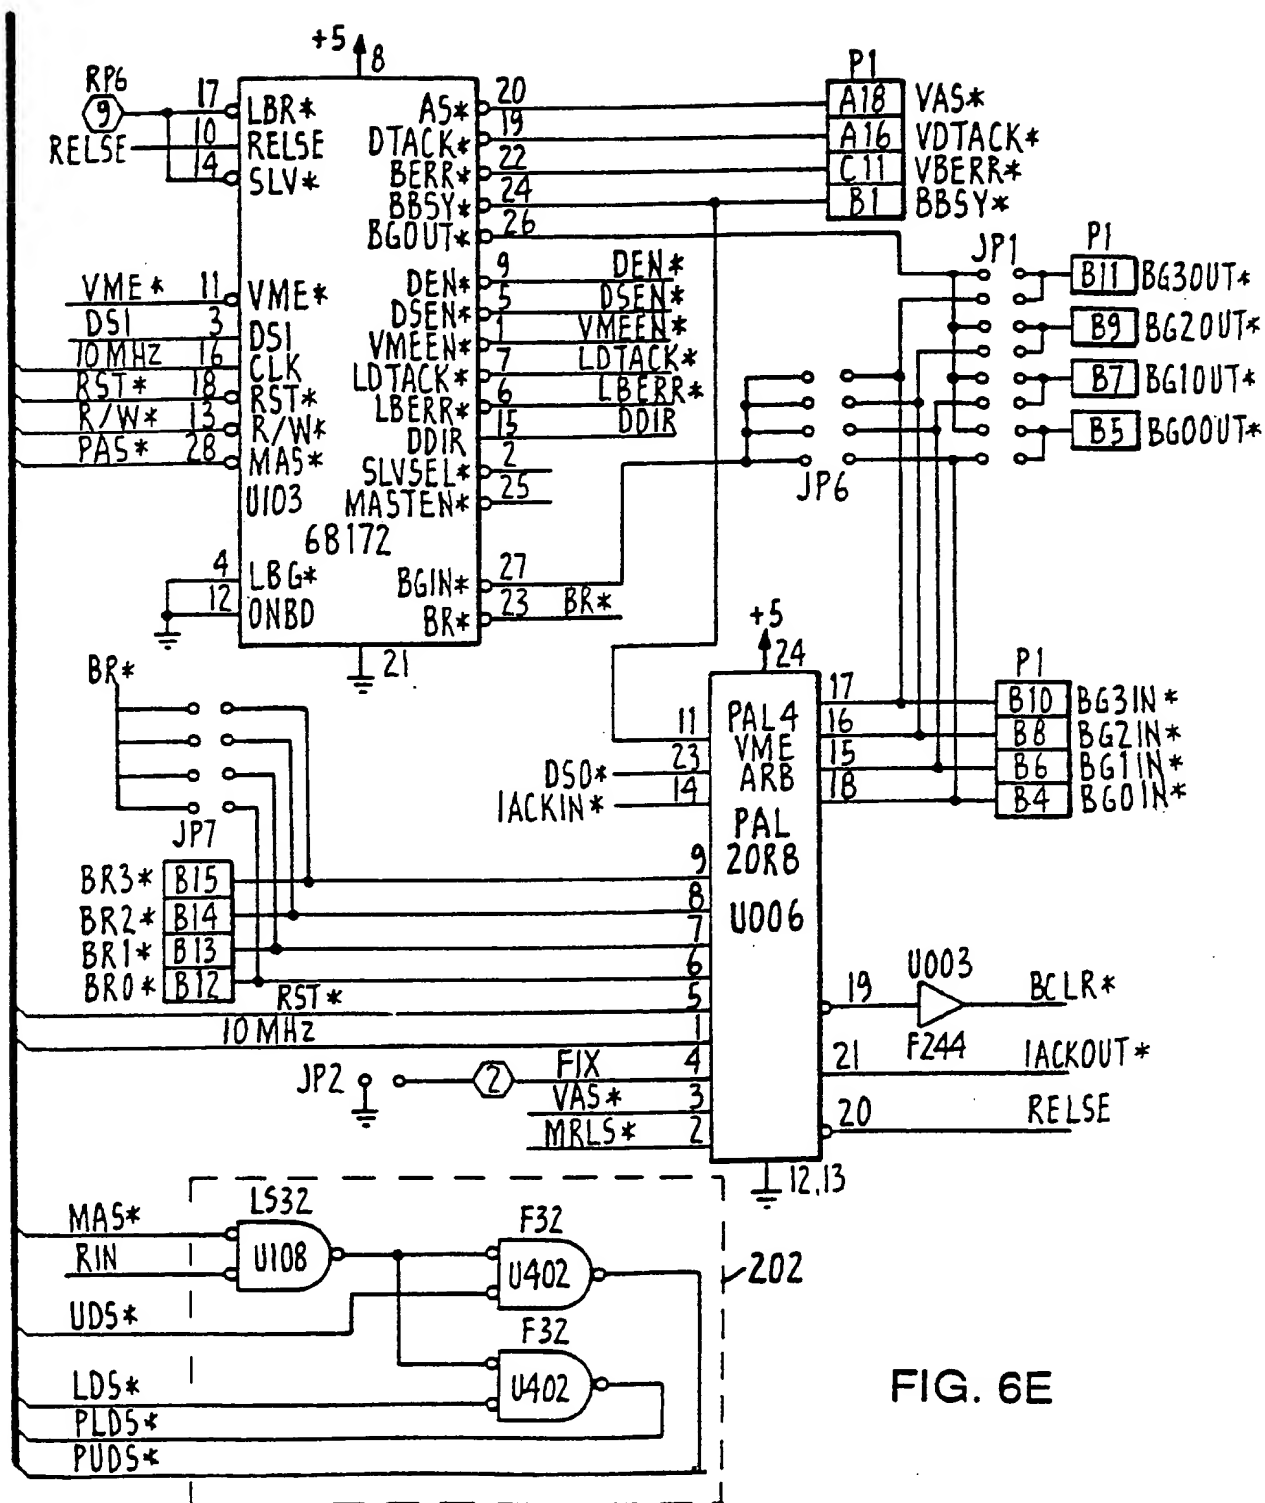 +5
8
RP6
9
17 LBR*
RELSE 10 RELSE
14 SLV*
AS* 20
DTACK* 19
BERR* 22
BBSY* 24
BGOUT* 26
P1
A18 VAS*
A16 VDTACK*
C11 VBERR*
B1 BBSY*
VME* 11 VME*
DSI 3 DSI
10 MHZ 16 CLK
RST* 18 RST*
R/W* 13 R/W*
PAS* 28 MAS*
DEN* 9 DEN*
DSEN* 5 DSEN*
VMEEN* 1 VMEEN*
LDTACK* 7 LDTACK*
LBERR* 6 LBERR*
DDIR 15 DDIR
SLVSEL* 2
MASTEN* 25
U103
68172
4 LBG*
12 ONBD
BGIN* 27
BR* 23 BR*
21
JP1
P1
B11 BG3OUT*
B9 BG2OUT*
B7 BG1OUT*
B5 BG0OUT*
JP6
BR*
JP7
BR3* B15
BR2* B14
BR1* B13
BR0* B12
+5
24
11
DS0* 23
IACKIN* 14
PAL4
VME
ARB
PAL
20R8
U006
17
16
15
18
P1
B10 BG3IN*
B8 BG2IN*
B6 BG1IN*
B4 BG0IN*
9
8
7
6
RST* 5
10 MHZ 1
JP2 2 FIX 4
VAS* 3
MRLS* 2
19 U003 BCLR*
F244
21 IACKOUT*
20 RELSE
12,13
LS32
MAS*
RIN
U108
F32
U402
202
UDS*
F32
U402
LDS*
PLDS*
PUDS*
FIG. 6E